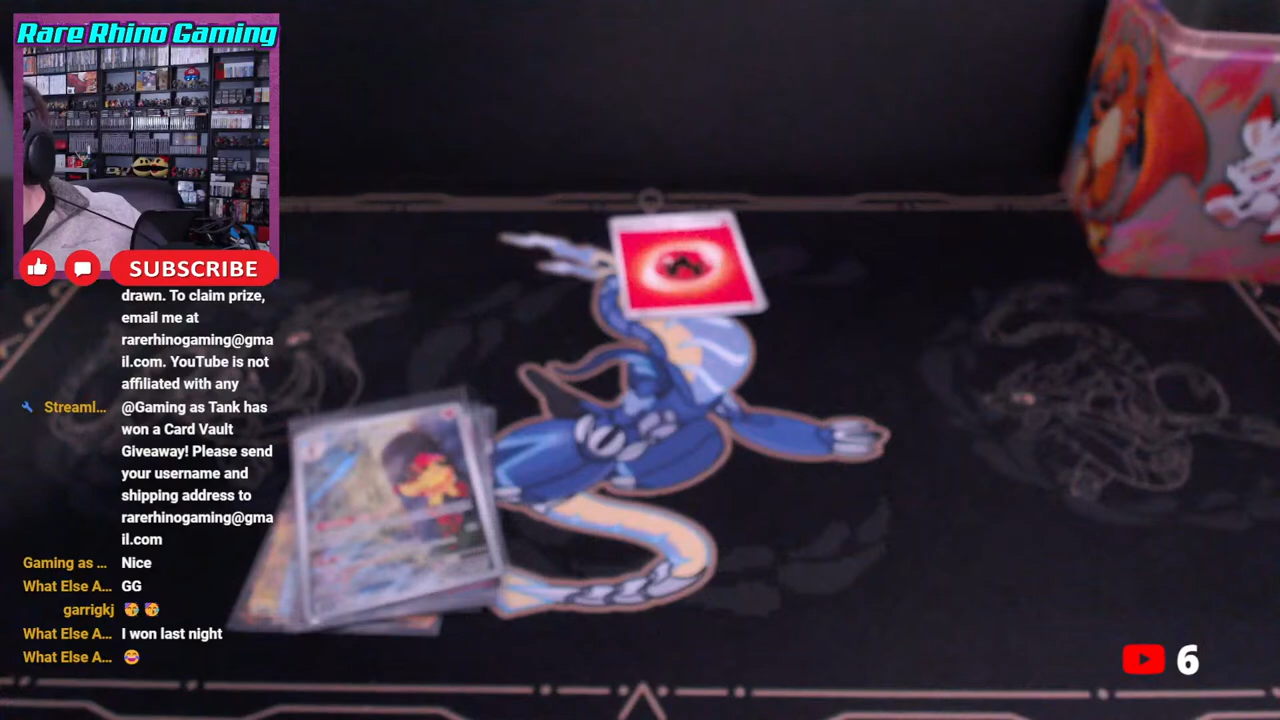 Rare Rhino Gaming
SUBSCRIBE
drawn. To claim prize,
email me at
rarerhinogaming@gma
il.com. YouTube is not
affiliated with any
Streaml... @Gaming as Tank has
won a Card Vault
Giveaway! Please send
your username and
shipping address to
rarerhinogaming@gma
il.com
Gaming as ... Nice
What Else A... GG
garrigkj 🥳 🥳
What Else A... I won last night
What Else A... 😂
6